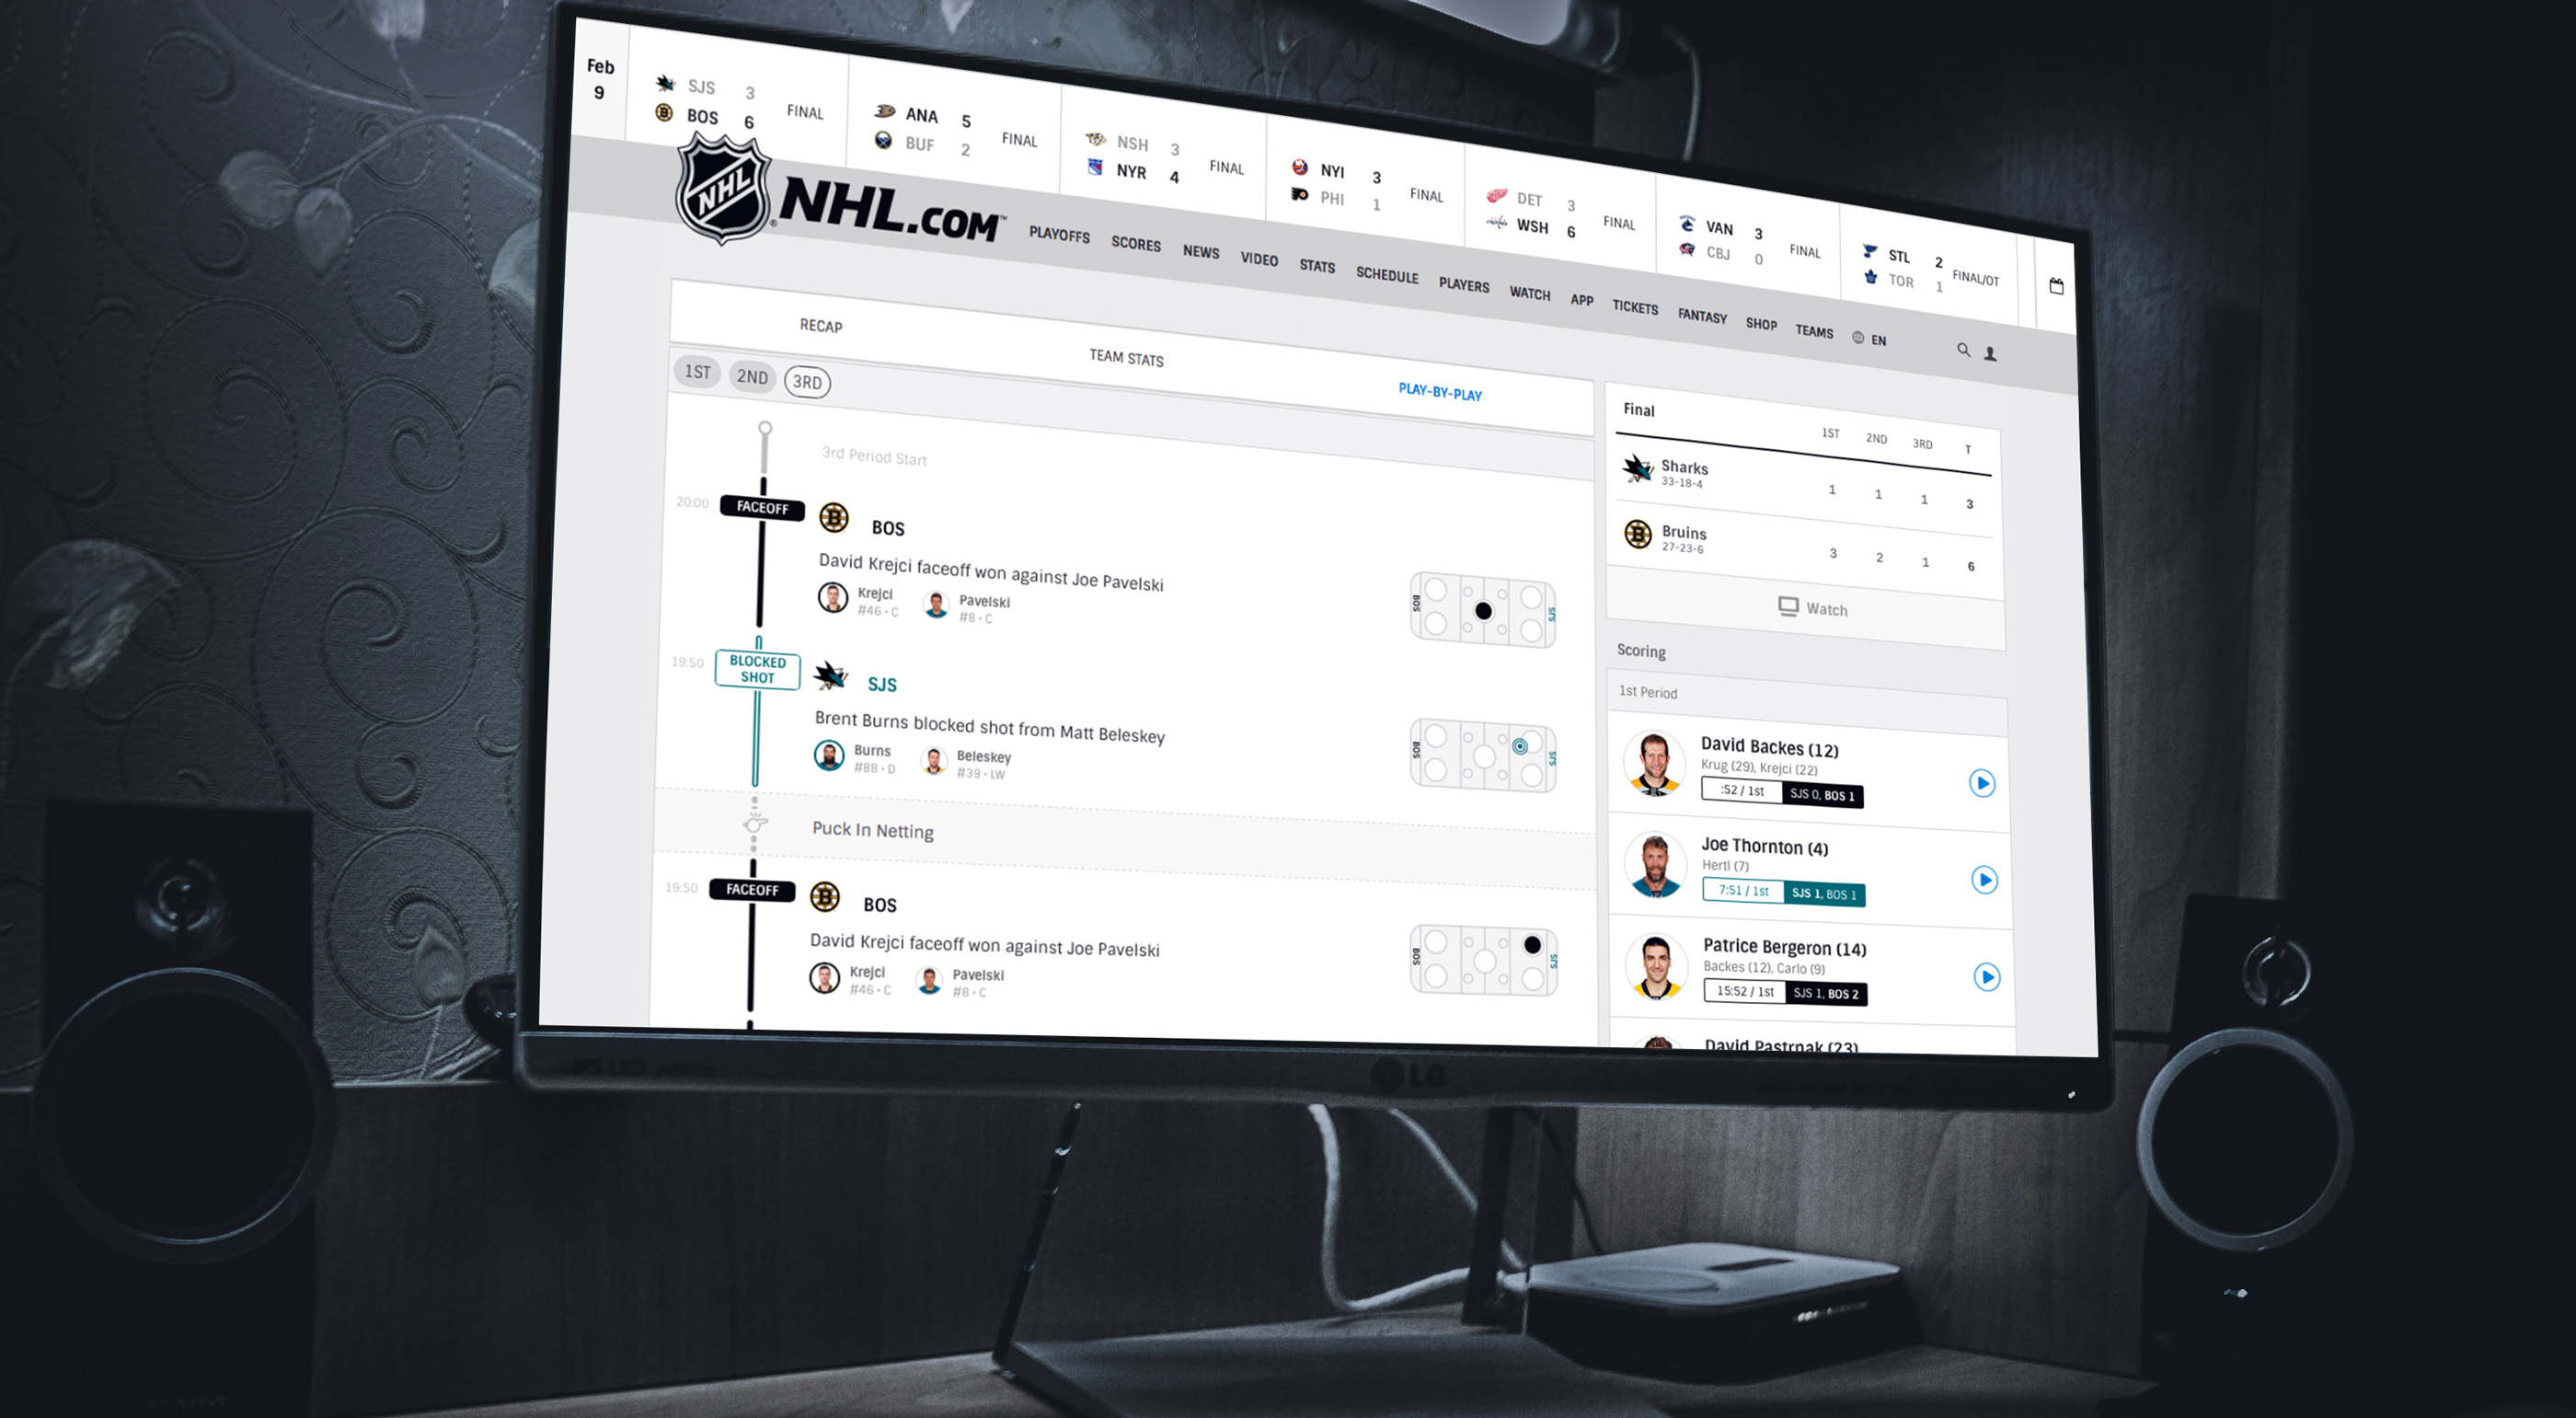 Feb
9
SJS 3
BOS 6
FINAL
ANA 5
BUF 2
FINAL
NSH 3
NYR 4
FINAL
NYI 3
PHI 1
FINAL
DET 3
WSH 6
FINAL
VAN 3
CBJ 0
FINAL
STL 2
TOR 1
FINAL/OT
NHL
NHL.COM™
PLAYOFFS SCORES NEWS VIDEO STATS SCHEDULE PLAYERS WATCH APP TICKETS FANTASY SHOP TEAMS EN
RECAP TEAM STATS PLAY-BY-PLAY
1ST 2ND 3RD
3rd Period Start
20:00 FACEOFF BOS
David Krejci faceoff won against Joe Pavelski
Krejci
#46 • C
Pavelski
#8 • C
BOS SJS
19:50 BLOCKED SHOT SJS
Brent Burns blocked shot from Matt Beleskey
Burns
#88 • D
Beleskey
#39 • LW
BOS SJS
Puck In Netting
19:50 FACEOFF BOS
David Krejci faceoff won against Joe Pavelski
Krejci
#46 • C
Pavelski
#8 • C
BOS SJS
Final 1ST 2ND 3RD T
Sharks 1 1 1 3
33-18-4
Bruins 3 2 1 6
27-23-6
Watch
Scoring
1st Period
David Backes (12)
Krug (29), Krejci (22)
:52 / 1st SJS 0, BOS 1
Joe Thornton (4)
Hertl (7)
7:51 / 1st SJS 1, BOS 1
Patrice Bergeron (14)
Backes (12), Carlo (9)
15:52 / 1st SJS 1, BOS 2
David Pastrnak (23)
LG